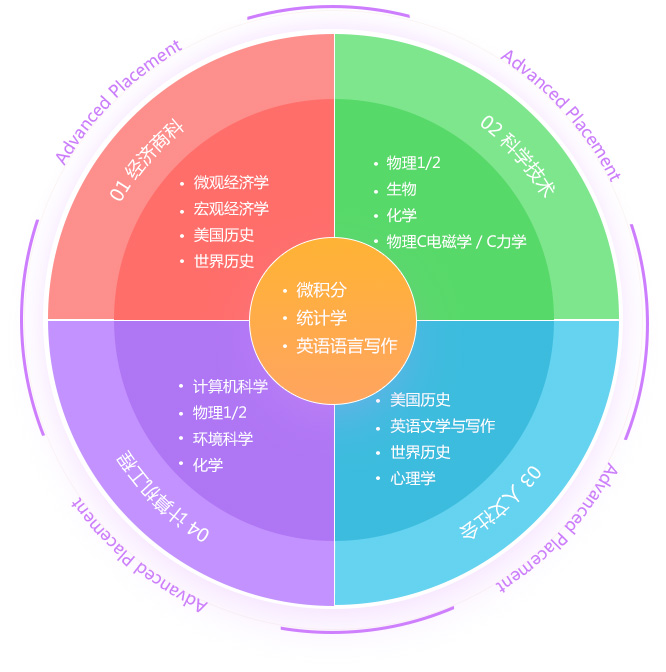 Advanced Placement
01 经济商科
• 微观经济学
• 宏观经济学
• 美国历史
• 世界历史
Advanced Placement
02 科学技术
• 物理1/2
• 生物
• 化学
• 物理C电磁学 / C力学
• 微积分
• 统计学
• 英语语言写作
• 计算机科学
• 物理1/2
• 环境科学
• 化学
04 计算机工程
Advanced Placement
• 美国历史
• 英语文学与写作
• 世界历史
• 心理学
03 人文社会
Advanced Placement